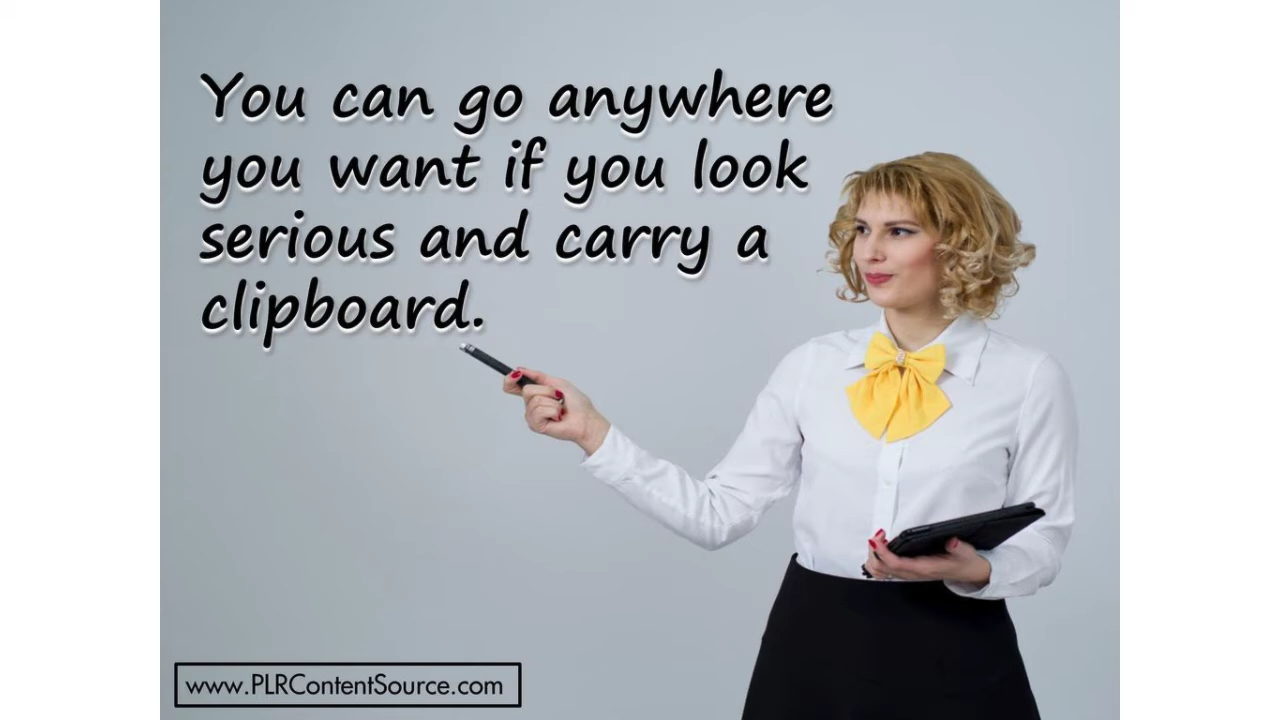 You can go anywhere
you want if you look
serious and carry a
clipboard.
www.PLRContentSource.com